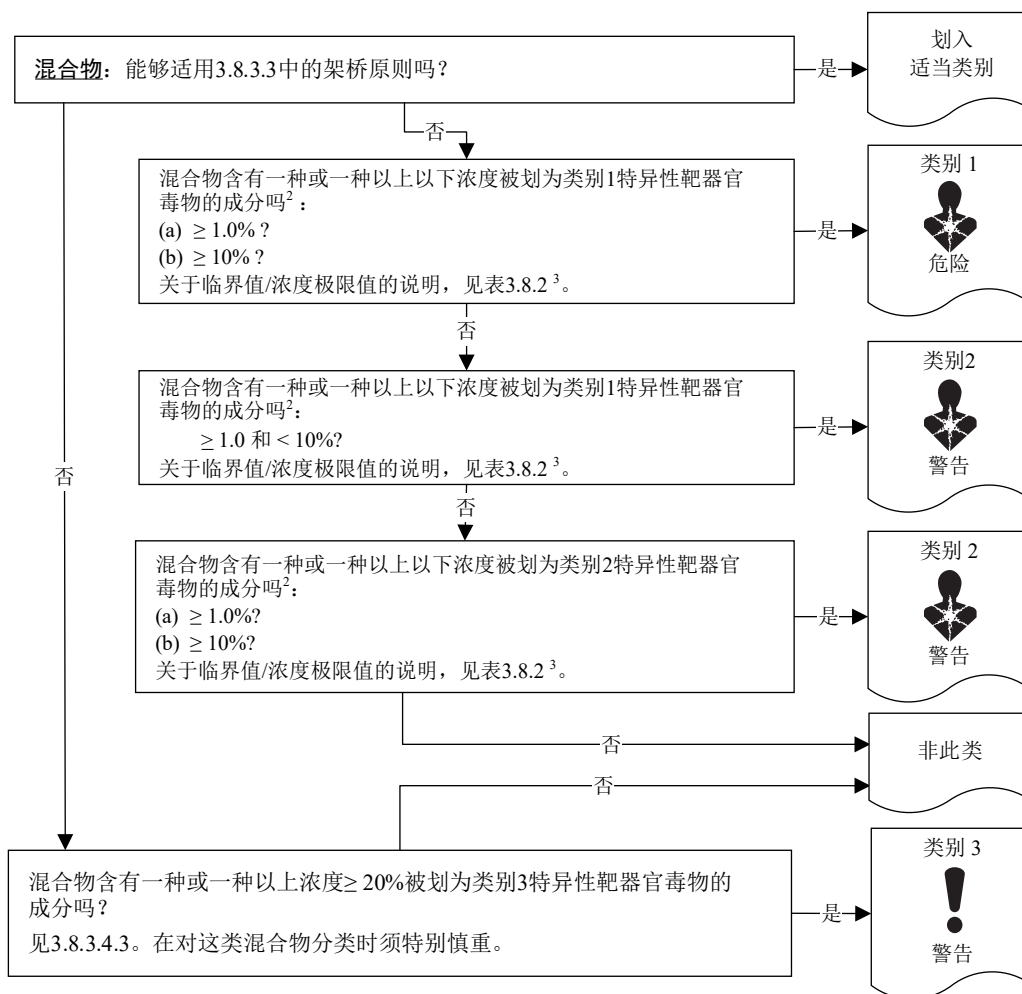 混合物：能够适用3.8.3.3中的架桥原则吗？
是
划入
适当类别
否
混合物含有一种或一种以上以下浓度被划为类别1特异性靶器官
毒物的成分吗2：
(a) ≥ 1.0% ?
(b) ≥ 10% ?
关于临界值/浓度极限值的说明，见表3.8.2 3。
是
类别 1
危险
否
混合物含有一种或一种以上以下浓度被划为类别1特异性靶器官
毒物的成分吗2：
≥ 1.0 和 < 10%?
关于临界值/浓度极限值的说明，见表3.8.2 3。
是
类别2
警告
否
否
混合物含有一种或一种以上以下浓度被划为类别2特异性靶器官
毒物的成分吗2：
(a) ≥ 1.0%?
(b) ≥ 10%?
关于临界值/浓度极限值的说明，见表3.8.2 3。
是
类别 2
警告
否
非此类
否
混合物含有一种或一种以上浓度≥ 20%被划为类别3特异性靶器官毒物的
成分吗？
见3.8.3.4.3。在对这类混合物分类时须特别慎重。
是
类别 3
警告